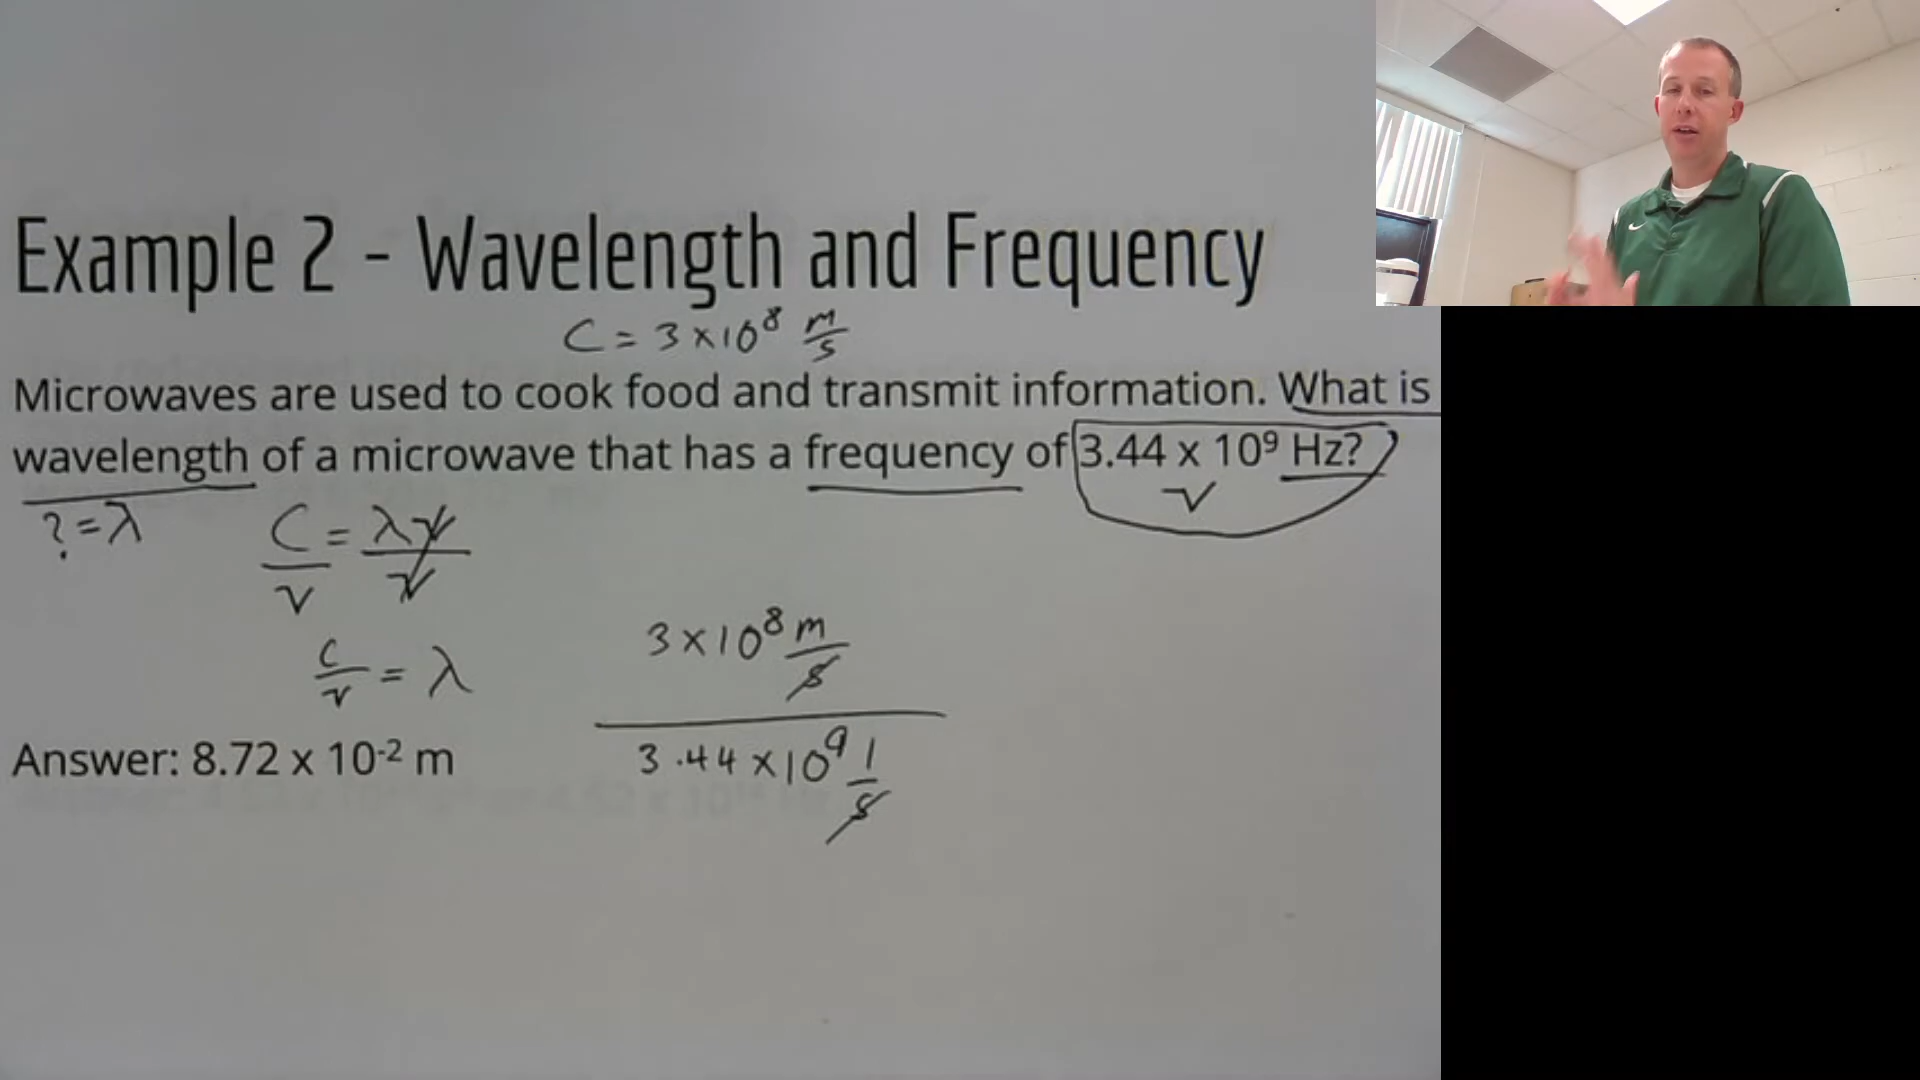 Example 2 - Wavelength and Frequency
C = 3 x 10⁸ m/s
Microwaves are used to cook food and transmit information. What is
wavelength of a microwave that has a frequency of 3.44 x 10⁹ Hz?
ν
? = λ
C/ν = λν/ν
c/ν = λ
3 x 10⁸ m/s
3.44 x 10⁹ 1/s
Answer: 8.72 x 10⁻² m